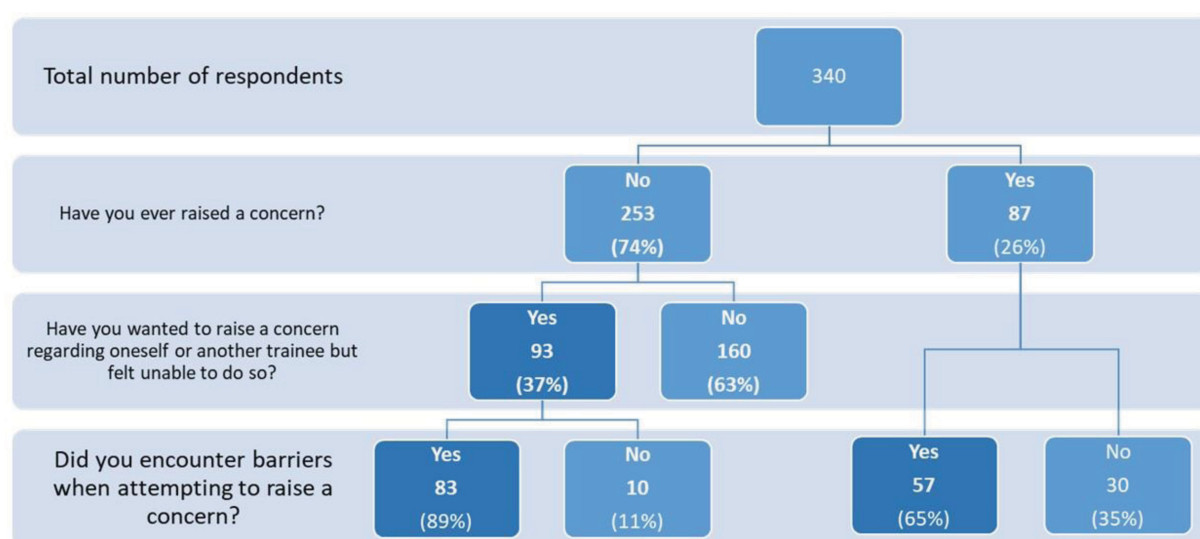 Total number of respondents
340
Have you ever raised a concern?
No
253
(74%)
Yes
87
(26%)
Have you wanted to raise a concern
regarding oneself or another trainee but
felt unable to do so?
Yes
93
(37%)
No
160
(63%)
Did you encounter barriers
when attempting to raise a
concern?
Yes
83
(89%)
No
10
(11%)
Yes
57
(65%)
No
30
(35%)